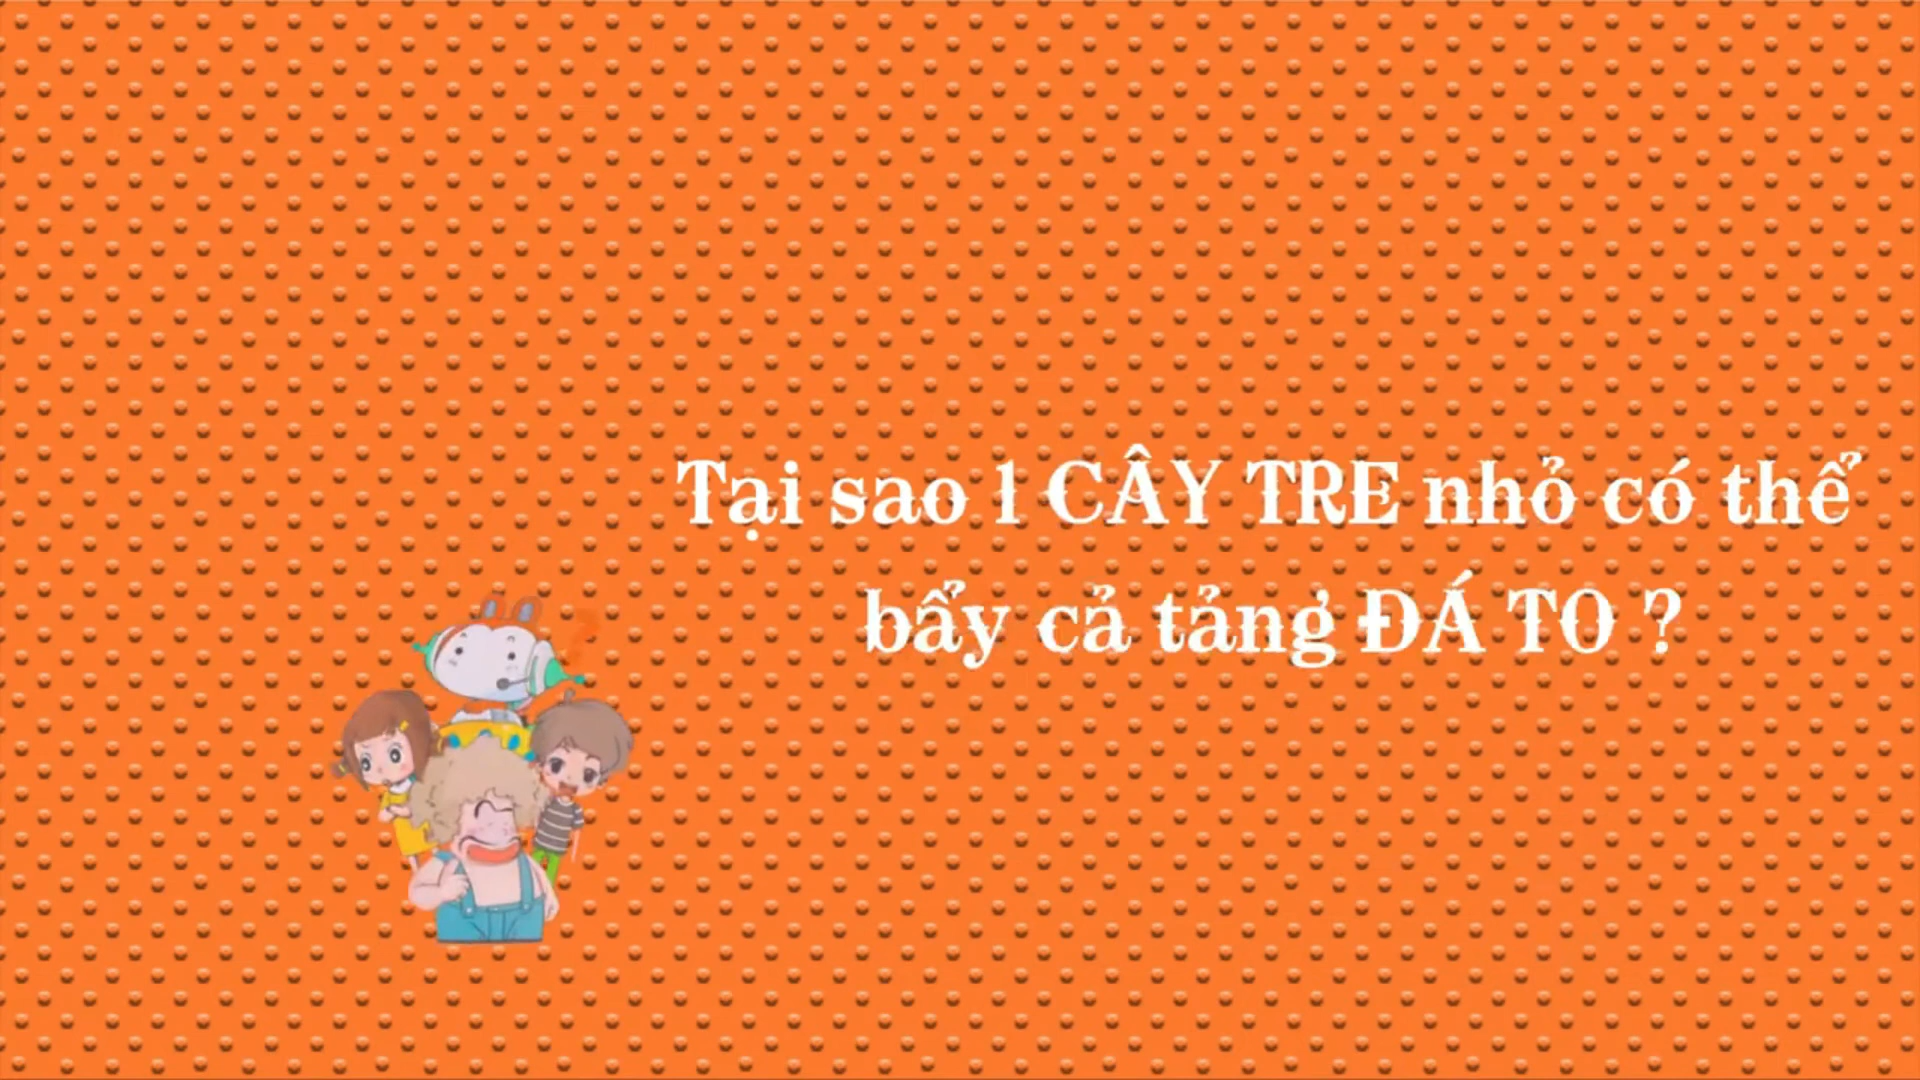 Tại sao 1 CÂY TRE nhỏ có thể
bẩy cả tảng ĐÁ TO ?